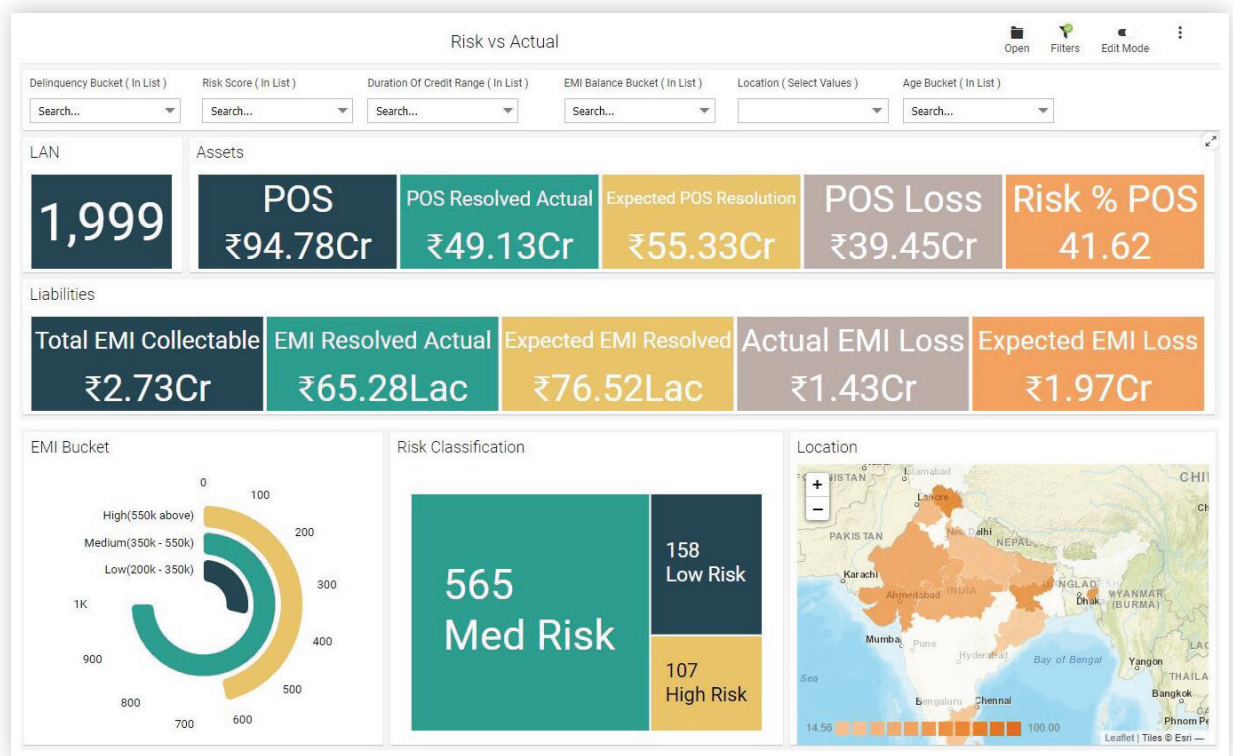 Risk vs Actual
Open
Filters
Edit Mode
Delinquency Bucket ( In List )
Risk Score ( In List )
Duration Of Credit Range ( In List )
EMI Balance Bucket ( In List )
Location ( Select Values )
Age Bucket ( In List )
Search...
Search...
Search...
Search...
Search...
LAN
1,999
Assets
POS
₹94.78Cr
POS Resolved Actual
₹49.13Cr
Expected POS Resolution
₹55.33Cr
POS Loss
₹39.45Cr
Risk % POS
41.62
Liabilities
Total EMI Collectable
₹2.73Cr
EMI Resolved Actual
₹65.28Lac
Expected EMI Resolved
₹76.52Lac
Actual EMI Loss
₹1.43Cr
Expected EMI Loss
₹1.97Cr
EMI Bucket
0
100
200
300
400
500
600
700
800
900
1K
High(550k above)
Medium(350k - 550k)
Low(200k - 350k)
Risk Classification
565
Med Risk
158
Low Risk
107
High Risk
Location
+
−
Lahore
PAKISTAN
New Delhi
NEPAL
CHI
Karachi
Ahmedabad
INDIA
BANGLADESH
Dhaka
MYANMAR
(BURMA)
Mumbai
Pune
Hyderabad
Bay of Bengal
Yangon
THAILA
Bangkok
Sea
Bengaluru
Chennai
Phnom Pe
14.56
100.00
Leaflet | Tiles © Esri —